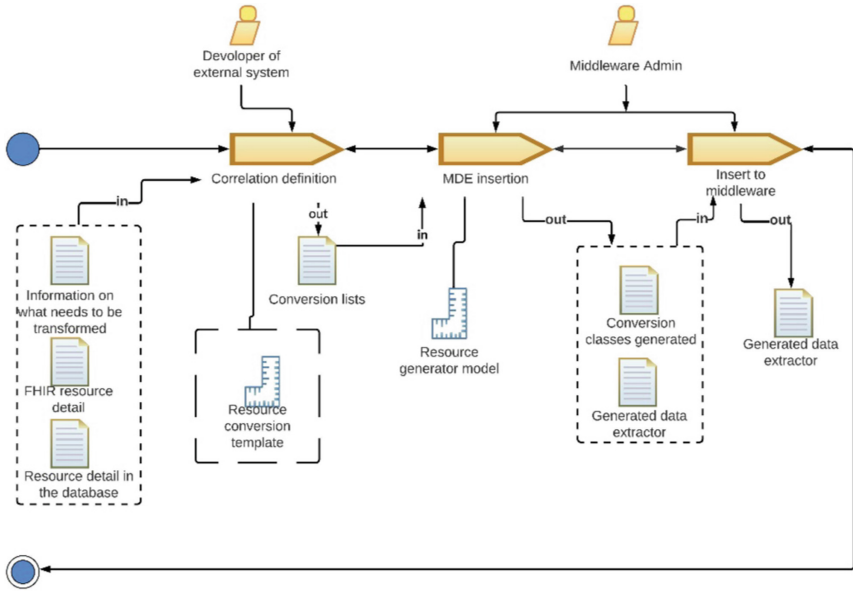 Devoloper of
external system
Middleware Admin
Correlation definition
MDE insertion
Insert to
middleware
in
out
in
out
in
out
Information on
what needs to be
transformed
FHIR resource
detail
Resource detail in
the database
Conversion lists
Resource
conversion
template
Resource
generator model
Conversion
classes generated
Generated data
extractor
Generated data
extractor